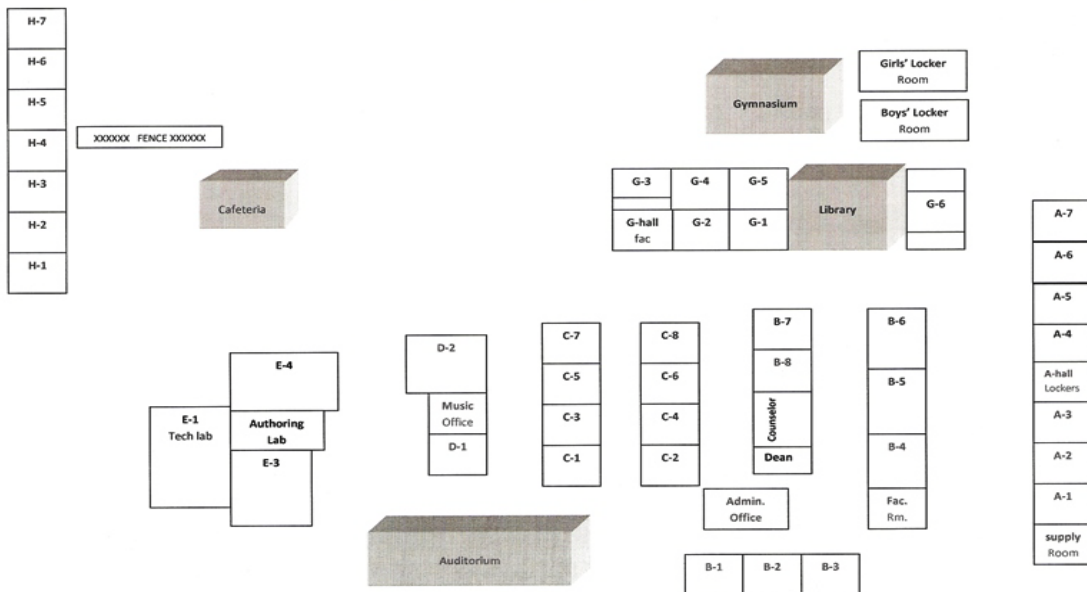 H-7
H-6
H-5
H-4
H-3
H-2
H-1
XXXXXX FENCE XXXXXX
Cafeteria
Gymnasium
Girls' Locker
Room
Boys' Locker
Room
G-3
G-4
G-5
G-hall
fac
G-2
G-1
Library
G-6
A-7
A-6
A-5
A-4
A-hall
Lockers
A-3
A-2
A-1
supply
Room
E-4
E-1
Tech lab
Authoring
Lab
E-3
D-2
Music
Office
D-1
C-7
C-5
C-3
C-1
C-8
C-6
C-4
C-2
B-7
B-8
Counselor
Dean
B-6
B-5
B-4
Fac.
Rm.
Admin.
Office
Auditorium
B-1
B-2
B-3